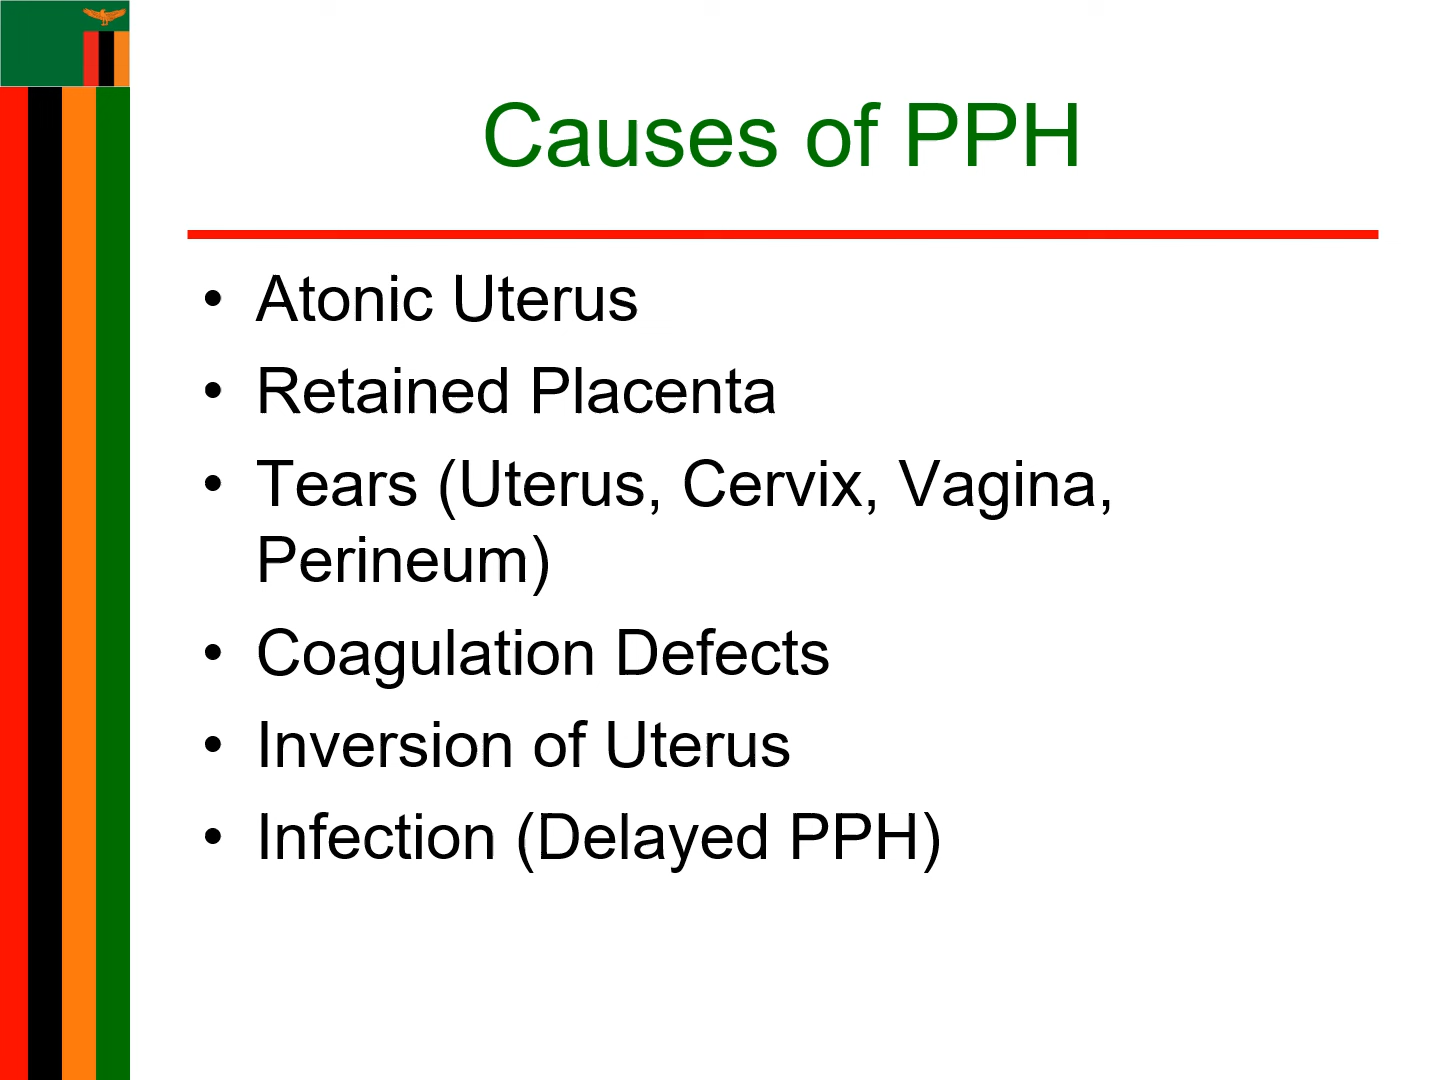 Causes of PPH
• Atonic Uterus
• Retained Placenta
• Tears (Uterus, Cervix, Vagina,
Perineum)
• Coagulation Defects
• Inversion of Uterus
• Infection (Delayed PPH)